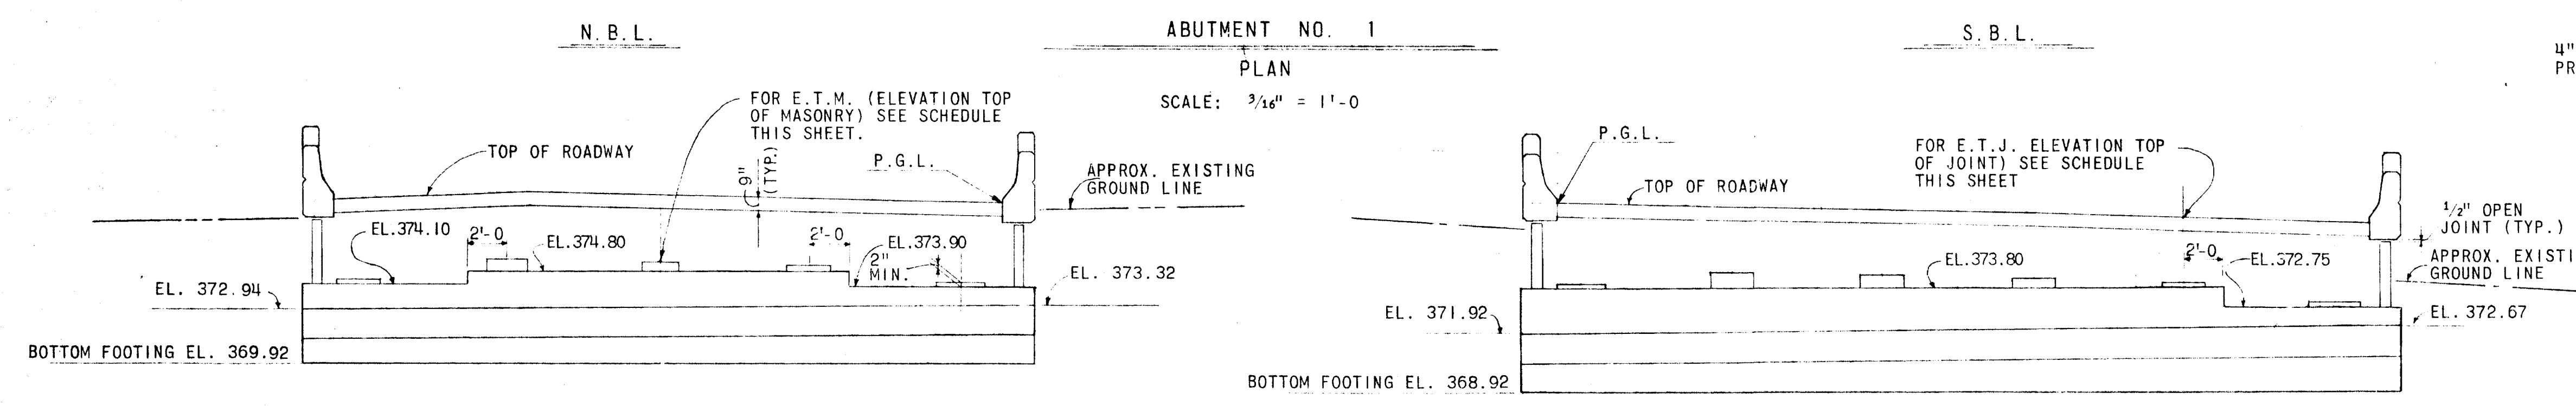 N.B.L.
ABUTMENT NO. 1
PLAN
SCALE: 3/16" = 1'-0
S.B.L.
4"
PR
FOR E.T.M. (ELEVATION TOP
OF MASONRY) SEE SCHEDULE
THIS SHEET.
TOP OF ROADWAY
9"
(TYP.)
P.G.L.
APPROX. EXISTING
GROUND LINE
EL.374.10
2'-0
EL.374.80
2'-0
EL.373.90
2"
MIN.
EL. 372.94
EL. 373.32
BOTTOM FOOTING EL. 369.92
P.G.L.
TOP OF ROADWAY
FOR E.T.J. ELEVATION TOP
OF JOINT) SEE SCHEDULE
THIS SHEET
1/2" OPEN
JOINT (TYP.)
EL.373.80
2'-0
EL.372.75
APPROX. EXISTI
GROUND LINE
EL. 371.92
EL. 372.67
BOTTOM FOOTING EL. 368.92